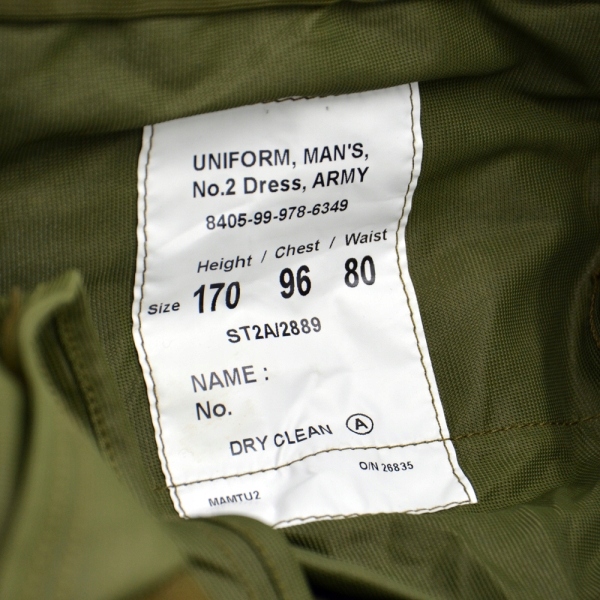 UNIFORM, MAN'S,
No.2 Dress, ARMY
8405-99-978-6349
Height / Chest / Waist
Size 170 96 80
ST2A/2889
NAME :
No.
DRY CLEAN A
MAMTU2 O/N 26835